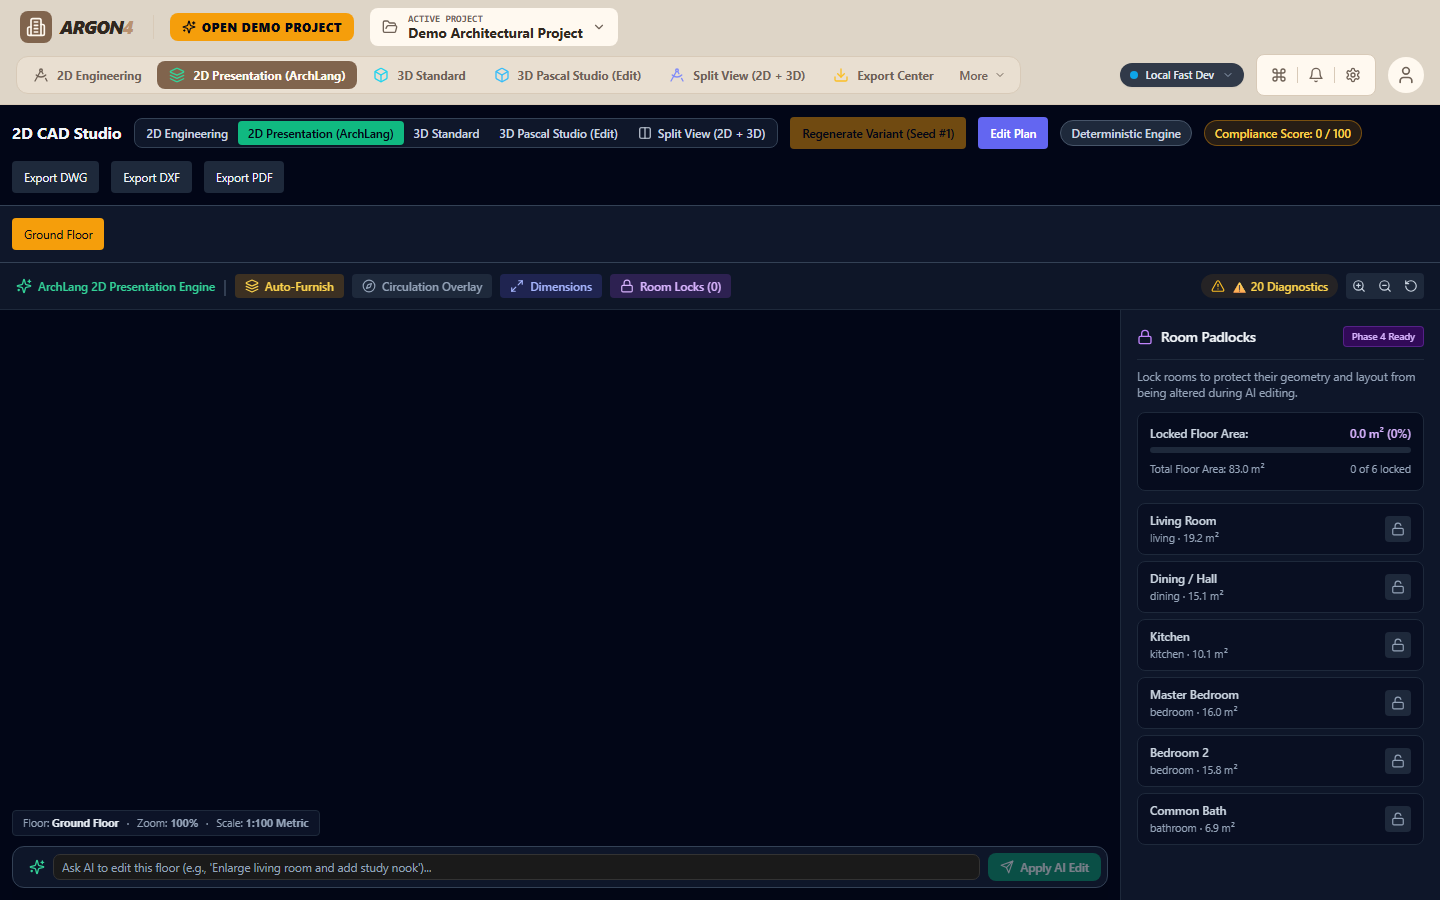 ARGON4
OPEN DEMO PROJECT
ACTIVE PROJECT
Demo Architectural Project
2D Engineering
2D Presentation (ArchLang)
3D Standard
3D Pascal Studio (Edit)
Split View (2D + 3D)
Export Center
More
Local Fast Dev
2D CAD Studio
2D Engineering
2D Presentation (ArchLang)
3D Standard
3D Pascal Studio (Edit)
Split View (2D + 3D)
Regenerate Variant (Seed #1)
Edit Plan
Deterministic Engine
Compliance Score: 0 / 100
Export DWG
Export DXF
Export PDF
Ground Floor
ArchLang 2D Presentation Engine
Auto-Furnish
Circulation Overlay
Dimensions
Room Locks (0)
20 Diagnostics
Room Padlocks
Phase 4 Ready
Lock rooms to protect their geometry and layout from
being altered during AI editing.
Locked Floor Area:
0.0 m² (0%)
Total Floor Area: 83.0 m²
0 of 6 locked
Living Room
living · 19.2 m²
Dining / Hall
dining · 15.1 m²
Kitchen
kitchen · 10.1 m²
Master Bedroom
bedroom · 16.0 m²
Bedroom 2
bedroom · 15.8 m²
Common Bath
bathroom · 6.9 m²
Floor: Ground Floor · Zoom: 100% · Scale: 1:100 Metric
Ask AI to edit this floor (e.g., 'Enlarge living room and add study nook')...
Apply AI Edit